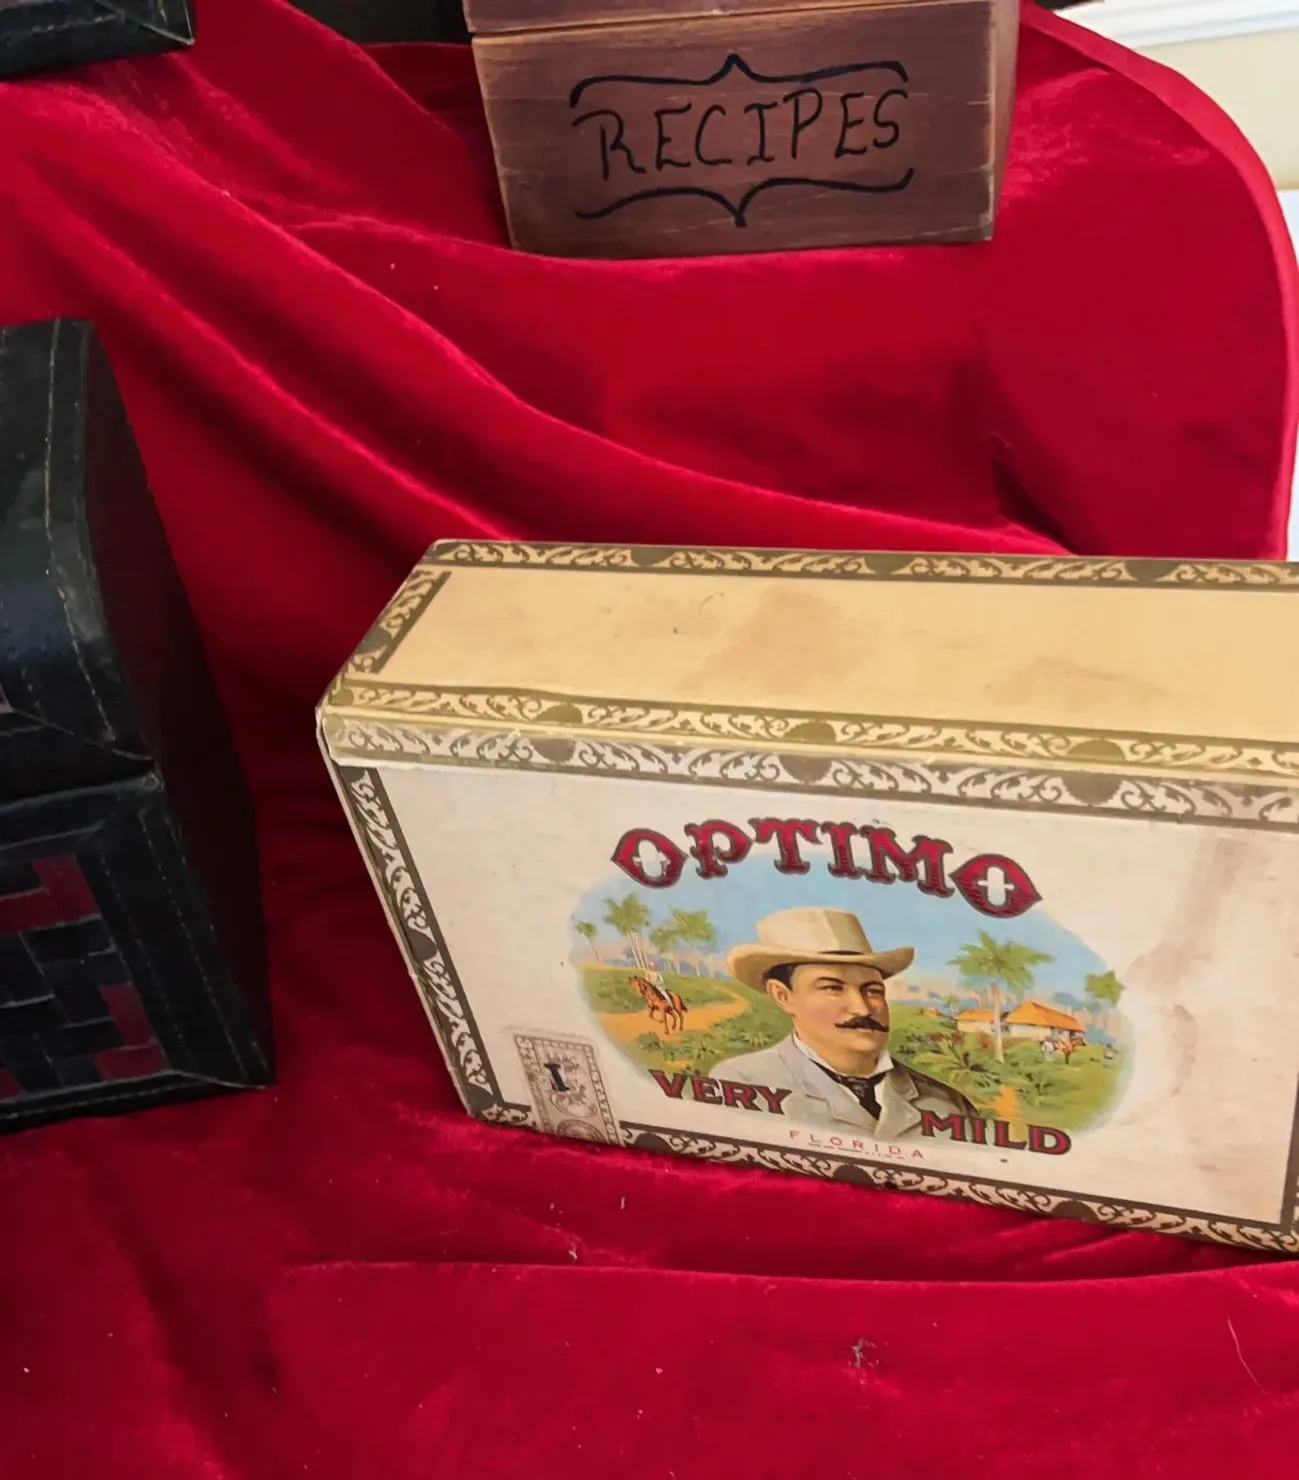 RECIPES
OPTIMO
VERY MILD
FLORIDA
I